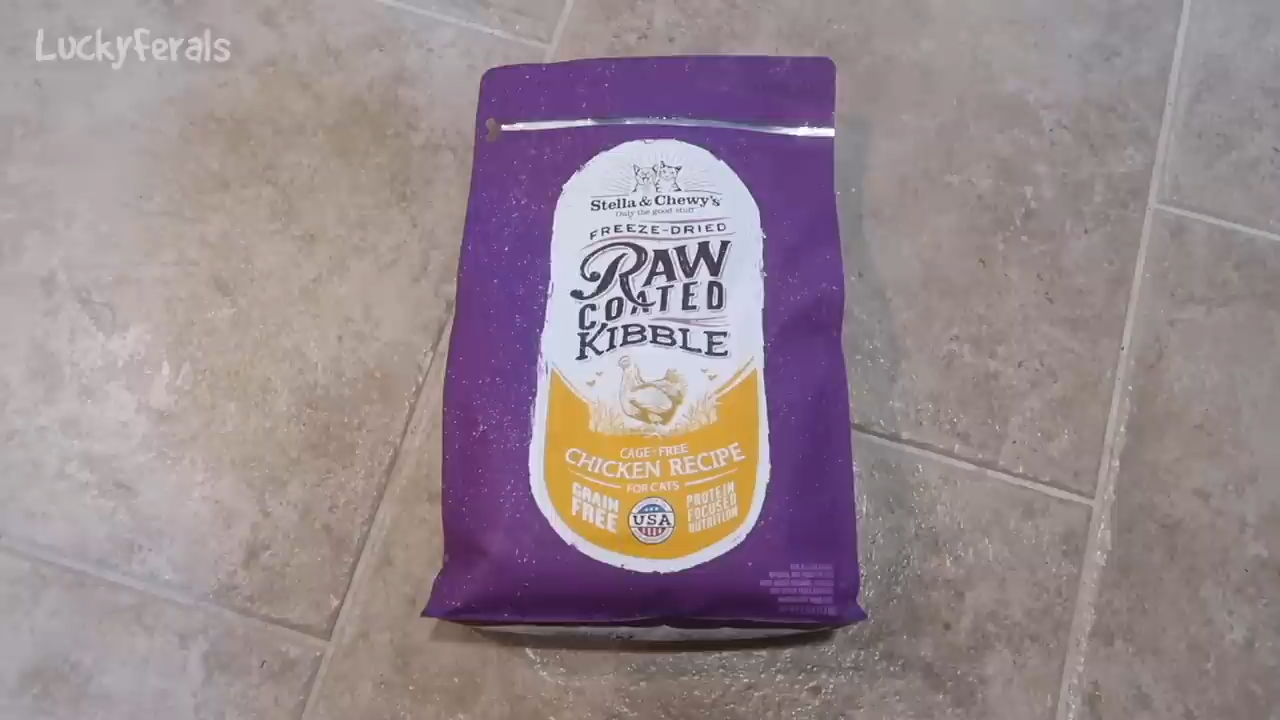 LuckyFerals
Stella & Chewy's
Only the good stuff
FREEZE-DRIED
RAW
COATED
KIBBLE
CAGE-FREE
CHICKEN RECIPE
FOR CATS
GRAIN
FREE
USA
PROTEIN
FOCUSED
NUTRITION